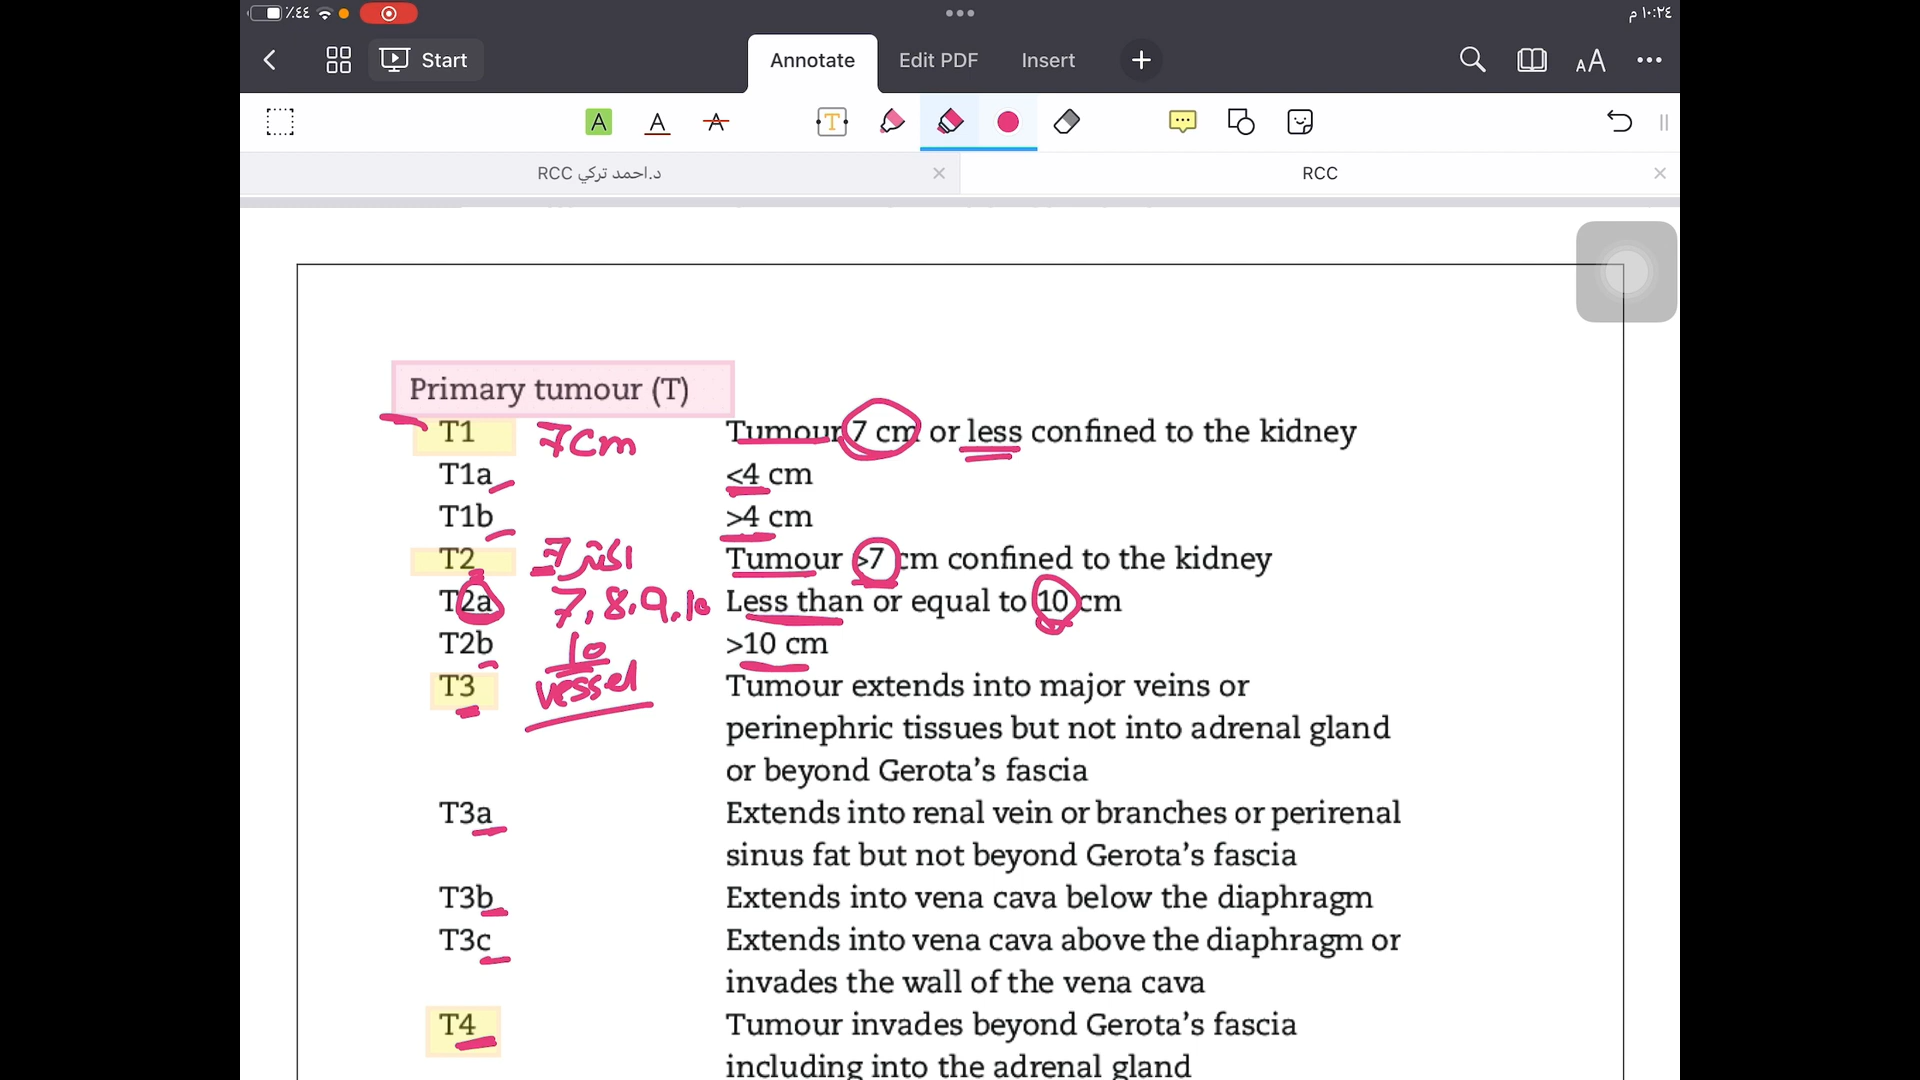 ٪٤٤
١٠:٢٤ م
Start
Annotate
Edit PDF
Insert
RCC د.احمد تركي
RCC
Primary tumour (T)
T1 7cm Tumour 7 cm or less confined to the kidney
T1a <4 cm
T1b >4 cm
T2 7 اكثر Tumour >7 cm confined to the kidney
T2a 7,8,9,10 Less than or equal to 10 cm
T2b 10 >10 cm
T3 vessel Tumour extends into major veins or
perinephric tissues but not into adrenal gland
or beyond Gerota's fascia
T3a Extends into renal vein or branches or perirenal
sinus fat but not beyond Gerota's fascia
T3b Extends into vena cava below the diaphragm
T3c Extends into vena cava above the diaphragm or
invades the wall of the vena cava
T4 Tumour invades beyond Gerota's fascia
including into the adrenal gland